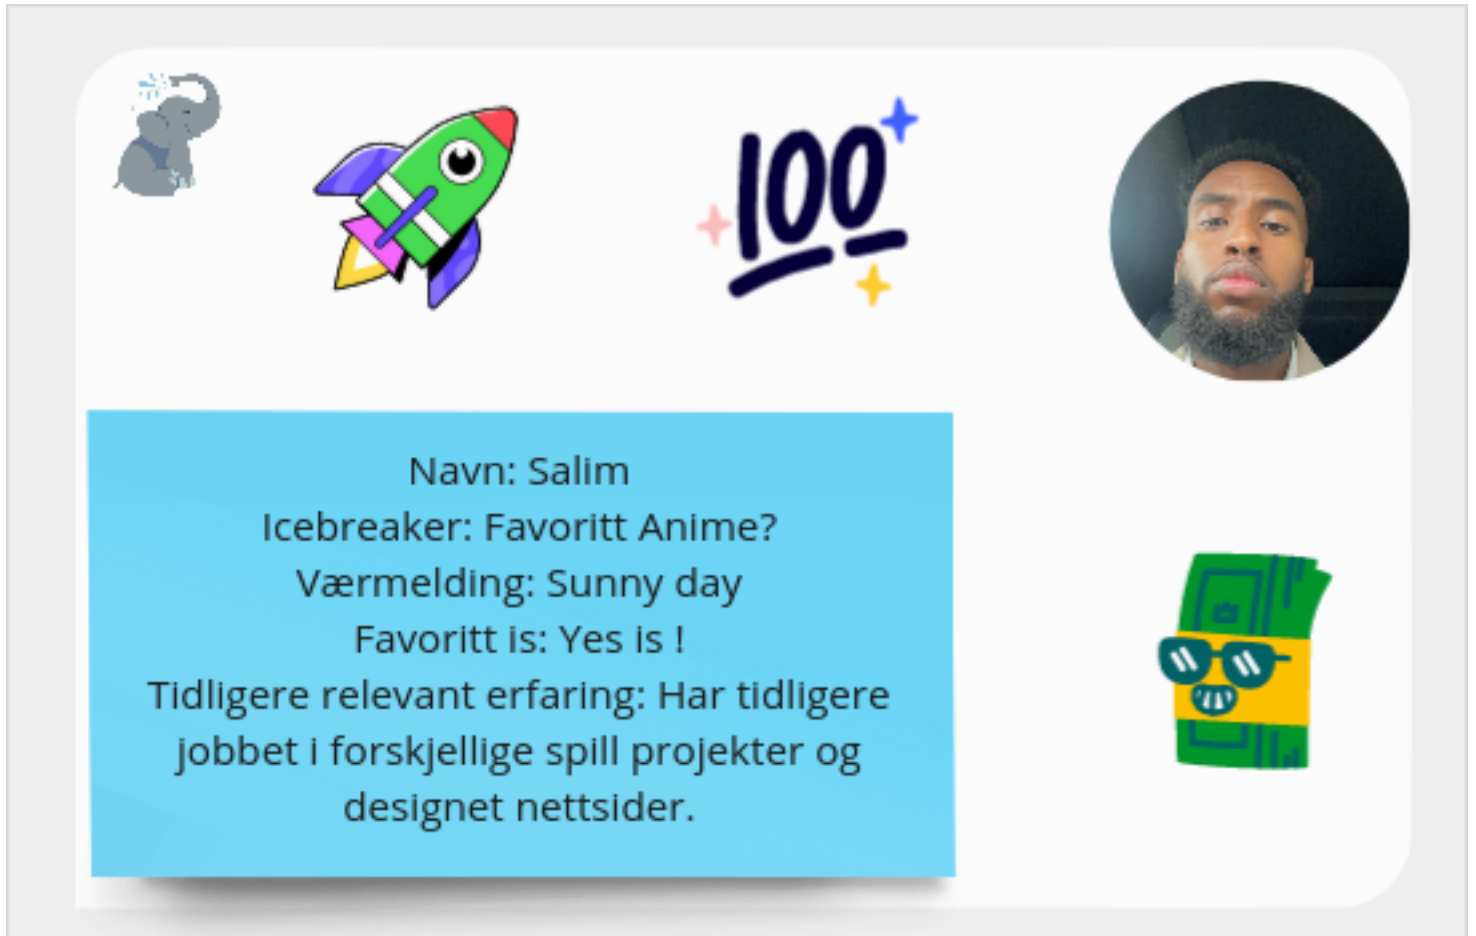 100
Navn: Salim
Icebreaker: Favoritt Anime?
Værmelding: Sunny day
Favoritt is: Yes is !
Tidligere relevant erfaring: Har tidligere
jobbet i forskjellige spill projekter og
designet nettsider.